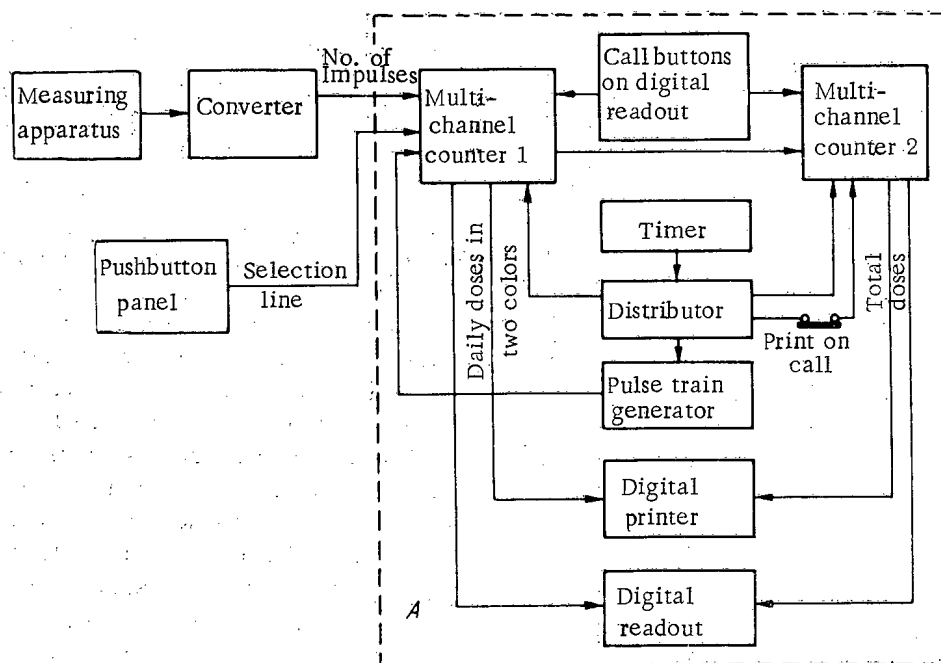 No. of
Impulses
Measuring
apparatus
Converter
Multi-
channel
counter 1
Call buttons
on digital
readout
Multi-
channel
counter 2
Pushbutton
panel
Selection
line
Daily doses in
two colors
Timer
Distributor
Pulse train
generator
Print on
call
Total
doses
Digital
printer
Digital
readout
A